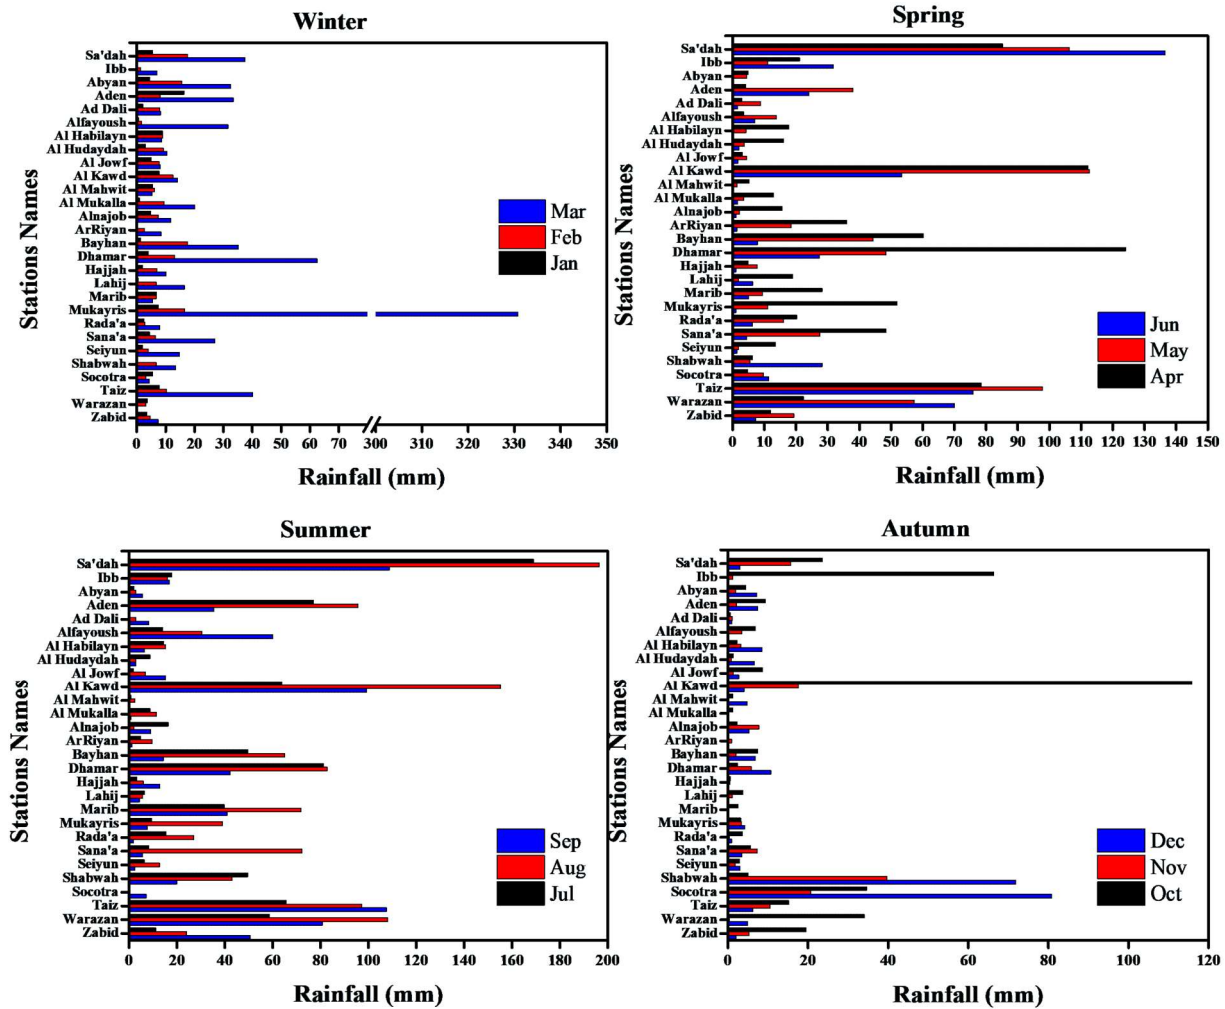 Winter
Sa'dah
Ibb
Abyan
Aden
Ad Dali
Alfayoush
Al Habilayn
Al Hudaydah
Al Jowf
Al Kawd
Al Mahwit
Al Mukalla
Alnajob
ArRiyan
Bayhan
Dhamar
Hajjah
Lahij
Marib
Mukayris
Rada'a
Sana'a
Seiyun
Shabwah
Socotra
Taiz
Warazan
Zabid
Stations Names
Mar
Feb
Jan
0 10 20 30 40 50 60 70 300 310 320 330 340 350
Rainfall (mm)
Spring
Sa'dah
Ibb
Abyan
Aden
Ad Dali
Alfayoush
Al Habilayn
Al Hudaydah
Al Jowf
Al Kawd
Al Mahwit
Al Mukalla
Alnajob
ArRiyan
Bayhan
Dhamar
Hajjah
Lahij
Marib
Mukayris
Rada'a
Sana'a
Seiyun
Shabwah
Socotra
Taiz
Warazan
Zabid
Stations Names
Jun
May
Apr
0 10 20 30 40 50 60 70 80 90 100 110 120 130 140 150
Rainfall (mm)
Summer
Sa'dah
Ibb
Abyan
Aden
Ad Dali
Alfayoush
Al Habilayn
Al Hudaydah
Al Jowf
Al Kawd
Al Mahwit
Al Mukalla
Alnajob
ArRiyan
Bayhan
Dhamar
Hajjah
Lahij
Marib
Mukayris
Rada'a
Sana'a
Seiyun
Shabwah
Socotra
Taiz
Warazan
Zabid
Stations Names
Sep
Aug
Jul
0 20 40 60 80 100 120 140 160 180 200
Rainfall (mm)
Autumn
Sa'dah
Ibb
Abyan
Aden
Ad Dali
Alfayoush
Al Habilayn
Al Hudaydah
Al Jowf
Al Kawd
Al Mahwit
Al Mukalla
Alnajob
ArRiyan
Bayhan
Dhamar
Hajjah
Lahij
Marib
Mukayris
Rada'a
Sana'a
Seiyun
Shabwah
Socotra
Taiz
Warazan
Zabid
Stations Names
Dec
Nov
Oct
0 20 40 60 80 100 120
Rainfall (mm)